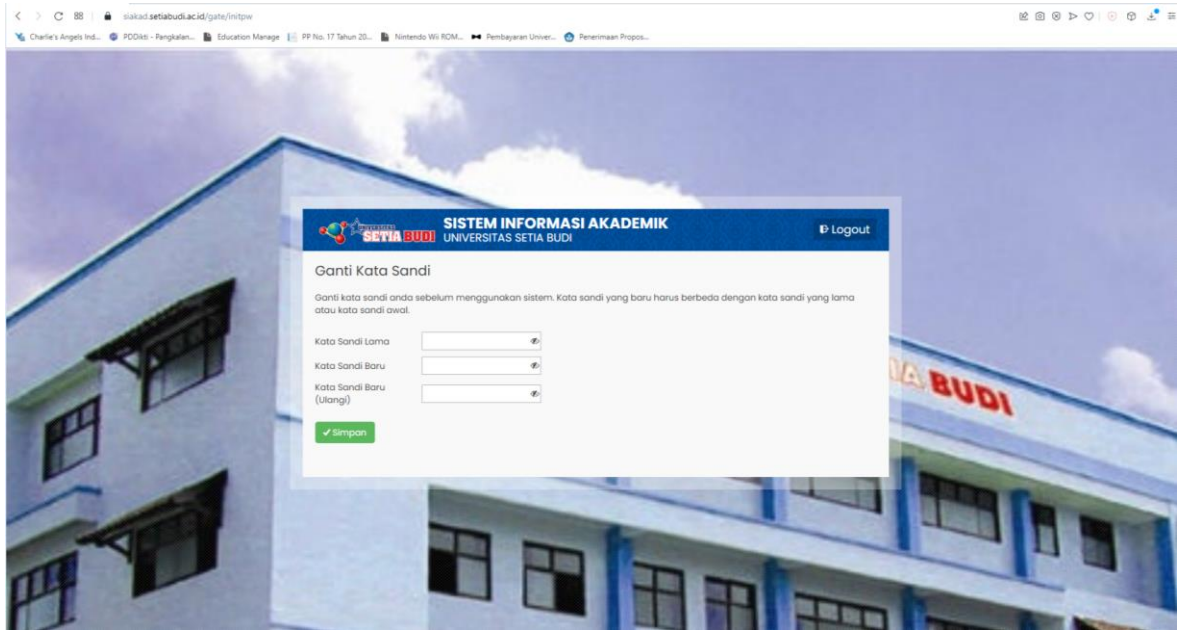 siakad.setiabudi.ac.id/gate/initpw
Charlie's Angels Ind... PDDikti - Pangkalan... Education Manage PP No. 17 Tahun 20... Nintendo Wii ROM... Pembayaran Univer... Penerimaan Propos...
SETIA BUDI
SISTEM INFORMASI AKADEMIK
UNIVERSITAS SETIA BUDI
Logout
Ganti Kata Sandi
Ganti kata sandi anda sebelum menggunakan sistem. Kata sandi yang baru harus berbeda dengan kata sandi yang lama
atau kata sandi awal.
Kata Sandi Lama
Kata Sandi Baru
Kata Sandi Baru
(Ulangi)
Simpan
BUDI